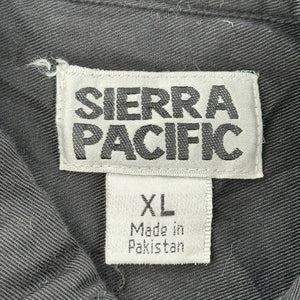 SIERRA
PACIFIC
XL
Made in
Pakistan